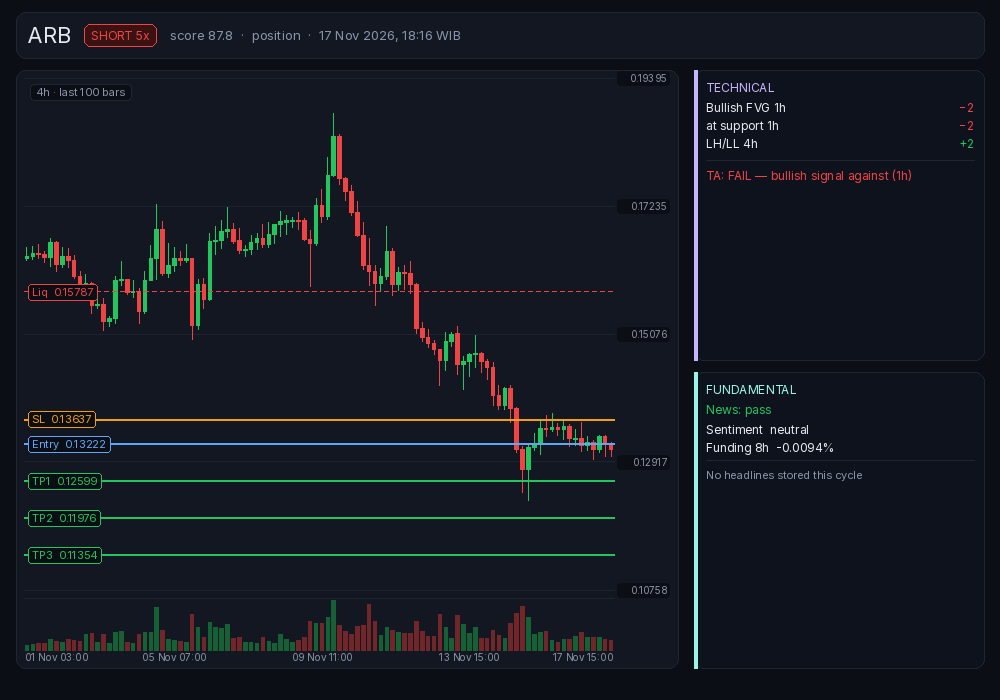 ARB SHORT 5x score 87.8 · position · 17 Nov 2026, 18:16 WIB
4h · last 100 bars
0.19395
0.17235
Liq 0.15787
0.15076
SL 0.13637
Entry 0.13222
0.12917
TP1 0.12599
TP2 0.11976
TP3 0.11354
0.10758
01 Nov 03:00 05 Nov 07:00 09 Nov 11:00 13 Nov 15:00 17 Nov 15:00
TECHNICAL
Bullish FVG 1h −2
at support 1h −2
LH/LL 4h +2
TA: FAIL — bullish signal against (1h)
FUNDAMENTAL
News: pass
Sentiment neutral
Funding 8h -0.0094%
No headlines stored this cycle